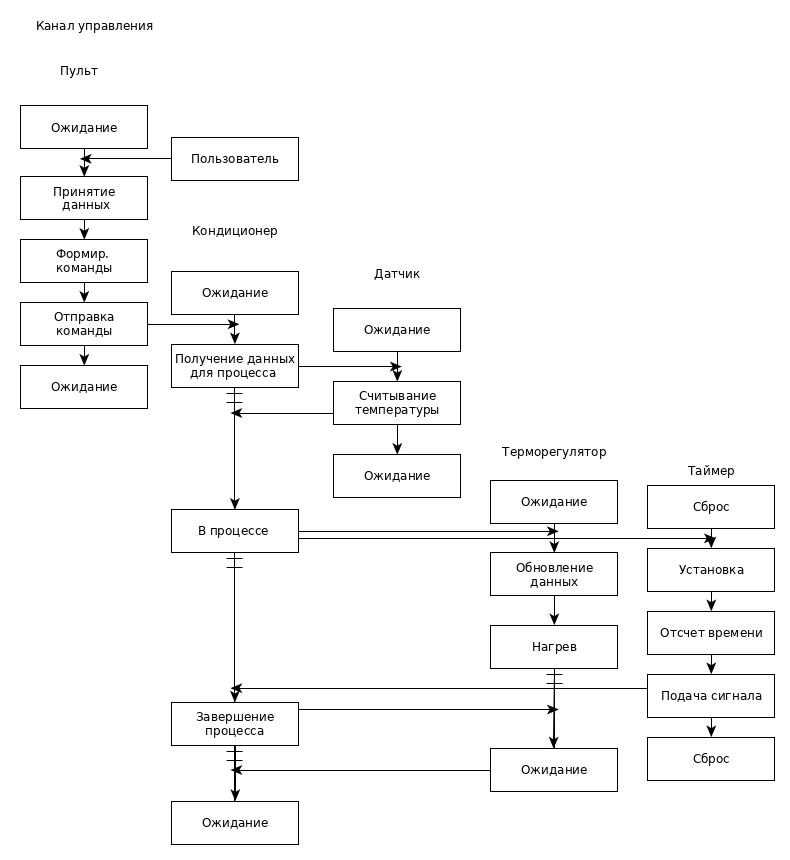 Канал управления
Пульт
Ожидание
Пользователь
Принятие
данных
Кондиционер
Формир.
команды
Датчик
Ожидание
Отправка
команды
Ожидание
Получение данных
для процесса
Ожидание
Считывание
температуры
Терморегулятор
Таймер
Ожидание
Ожидание
Сброс
В процессе
Обновление
данных
Установка
Нагрев
Отсчет времени
Подача сигнала
Завершение
процесса
Ожидание
Сброс
Ожидание